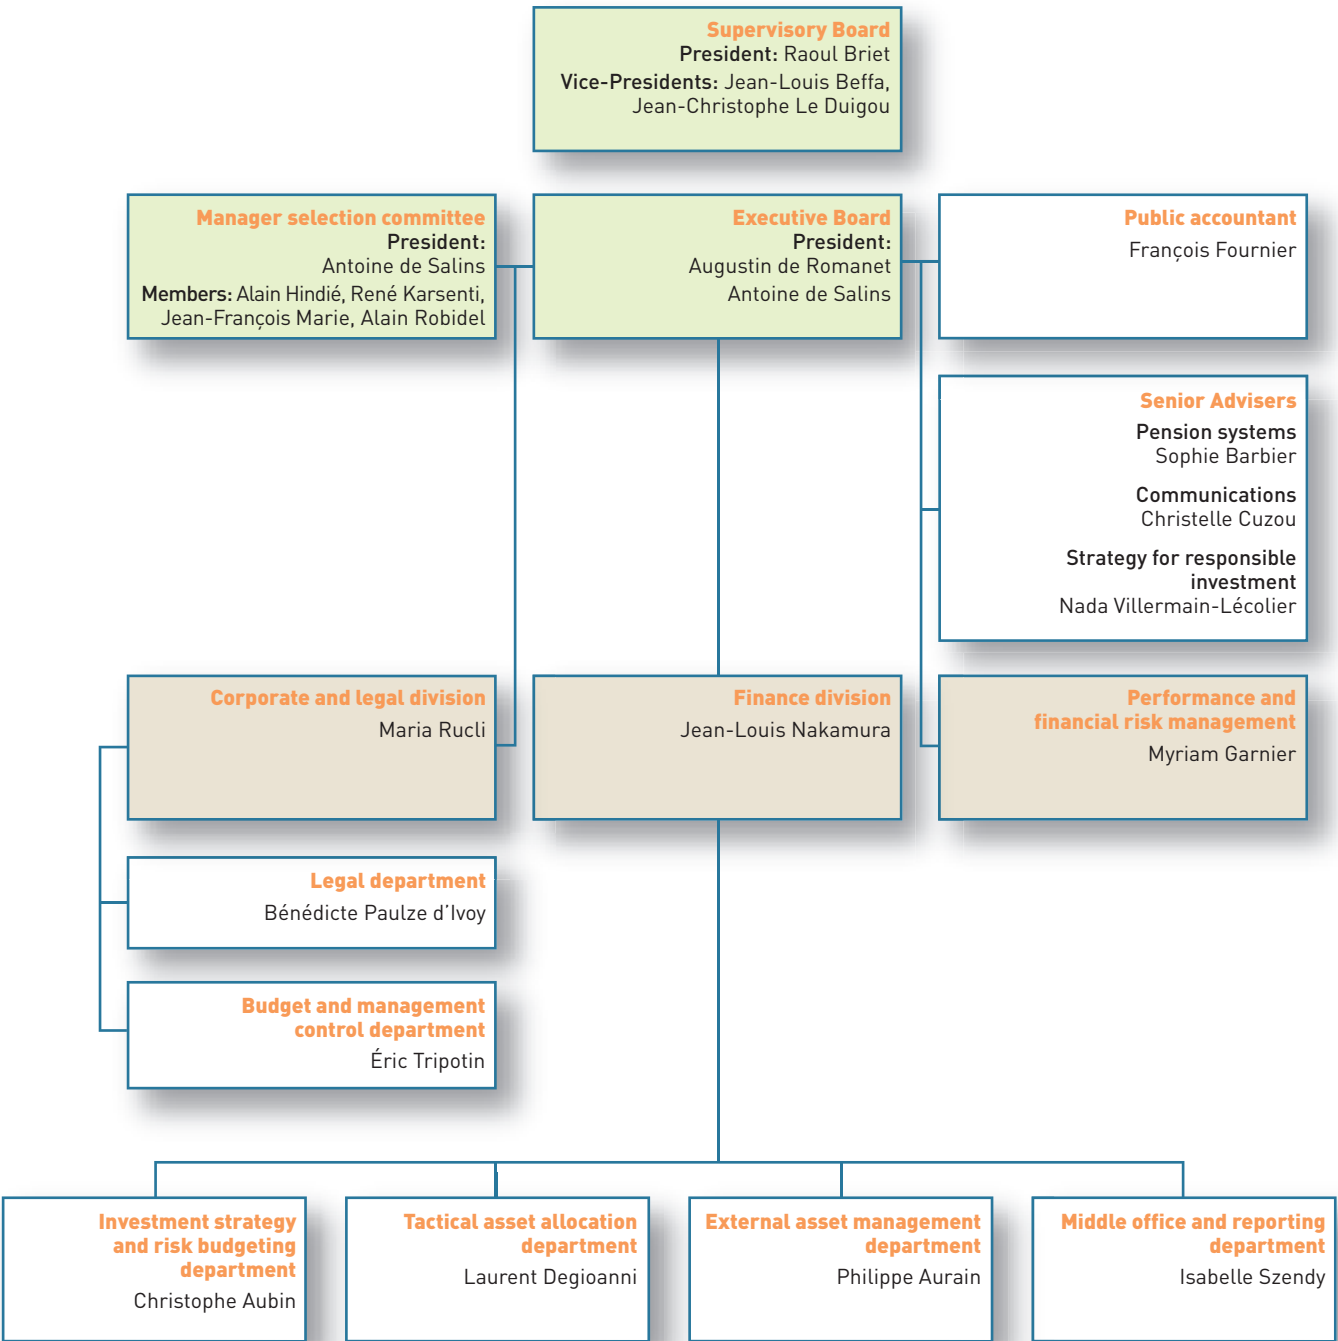 Supervisory Board
President: Raoul Briet
Vice-Presidents: Jean-Louis Beffa,
Jean-Christophe Le Duigou
Manager selection committee
President:
Antoine de Salins
Members: Alain Hindié, René Karsenti,
Jean-François Marie, Alain Robidel
Executive Board
President:
Augustin de Romanet
Antoine de Salins
Public accountant
François Fournier
Senior Advisers
Pension systems
Sophie Barbier
Communications
Christelle Cuzou
Strategy for responsible
investment
Nada Villermain-Lécolier
Corporate and legal division
Maria Rucli
Finance division
Jean-Louis Nakamura
Performance and
financial risk management
Myriam Garnier
Legal department
Bénédicte Paulze d’Ivoy
Budget and management
control department
Éric Tripotin
Investment strategy
and risk budgeting
department
Christophe Aubin
Tactical asset allocation
department
Laurent Degioanni
External asset management
department
Philippe Aurain
Middle office and reporting
department
Isabelle Szendy